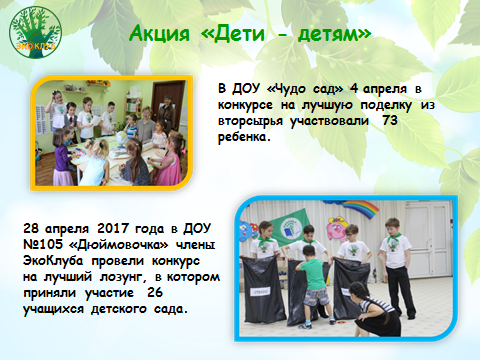 ЭКОКЛУБ
Акция «Дети - детям»
В ДОУ «Чудо сад» 4 апреля в
конкурсе на лучшую поделку из
вторсырья участвовали 73
ребенка.
28 апреля 2017 года в ДОУ
№105 «Дюймовочка» члены
ЭкоКлуба провели конкурс
на лучший лозунг, в котором
приняли участие 26
учащихся детского сада.